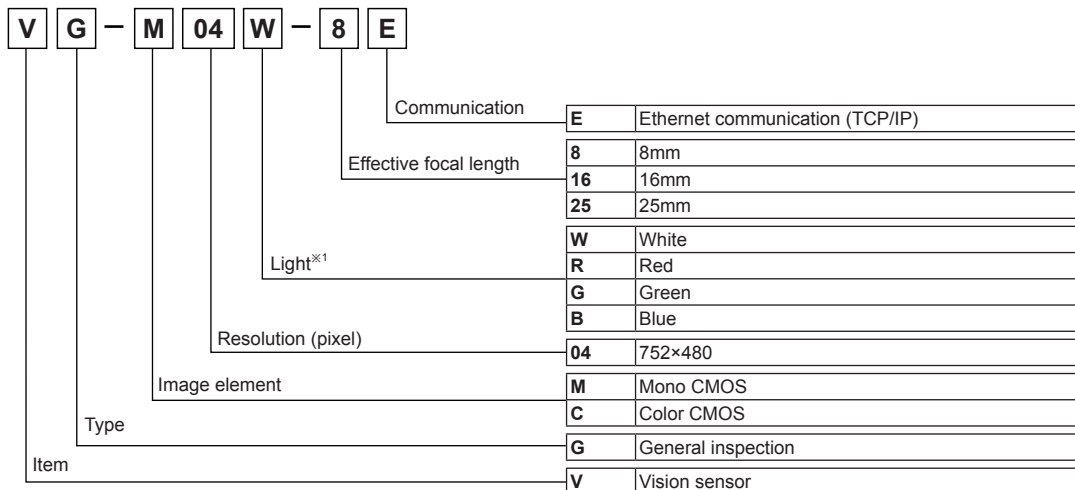 V G - M 04 W - 8 E
Communication
E Ethernet communication (TCP/IP)
Effective focal length
8 8mm
16 16mm
25 25mm
Light※1
W White
R Red
G Green
B Blue
Resolution (pixel)
04 752×480
Image element
M Mono CMOS
C Color CMOS
Type
G General inspection
Item
V Vision sensor